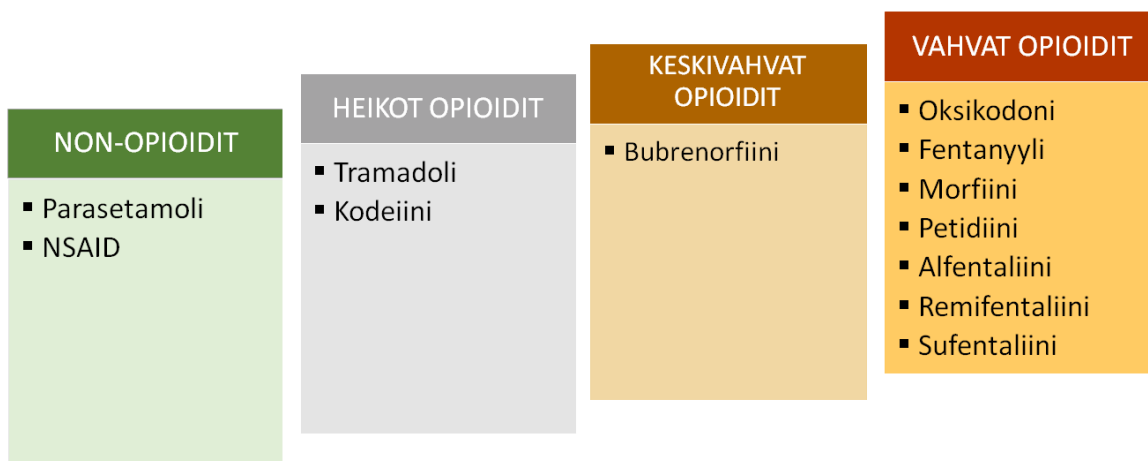 NON-OPIOIDIT
▪ Parasetamoli
▪ NSAID
HEIKOT OPIOIDIT
▪ Tramadoli
▪ Kodeiini
KESKIVAHVAT
OPIOIDIT
▪ Bubrenorfiini
VAHVAT OPIOIDIT
▪ Oksikodoni
▪ Fentanyyli
▪ Morfiini
▪ Petidiini
▪ Alfentaliini
▪ Remifentaliini
▪ Sufentaliini